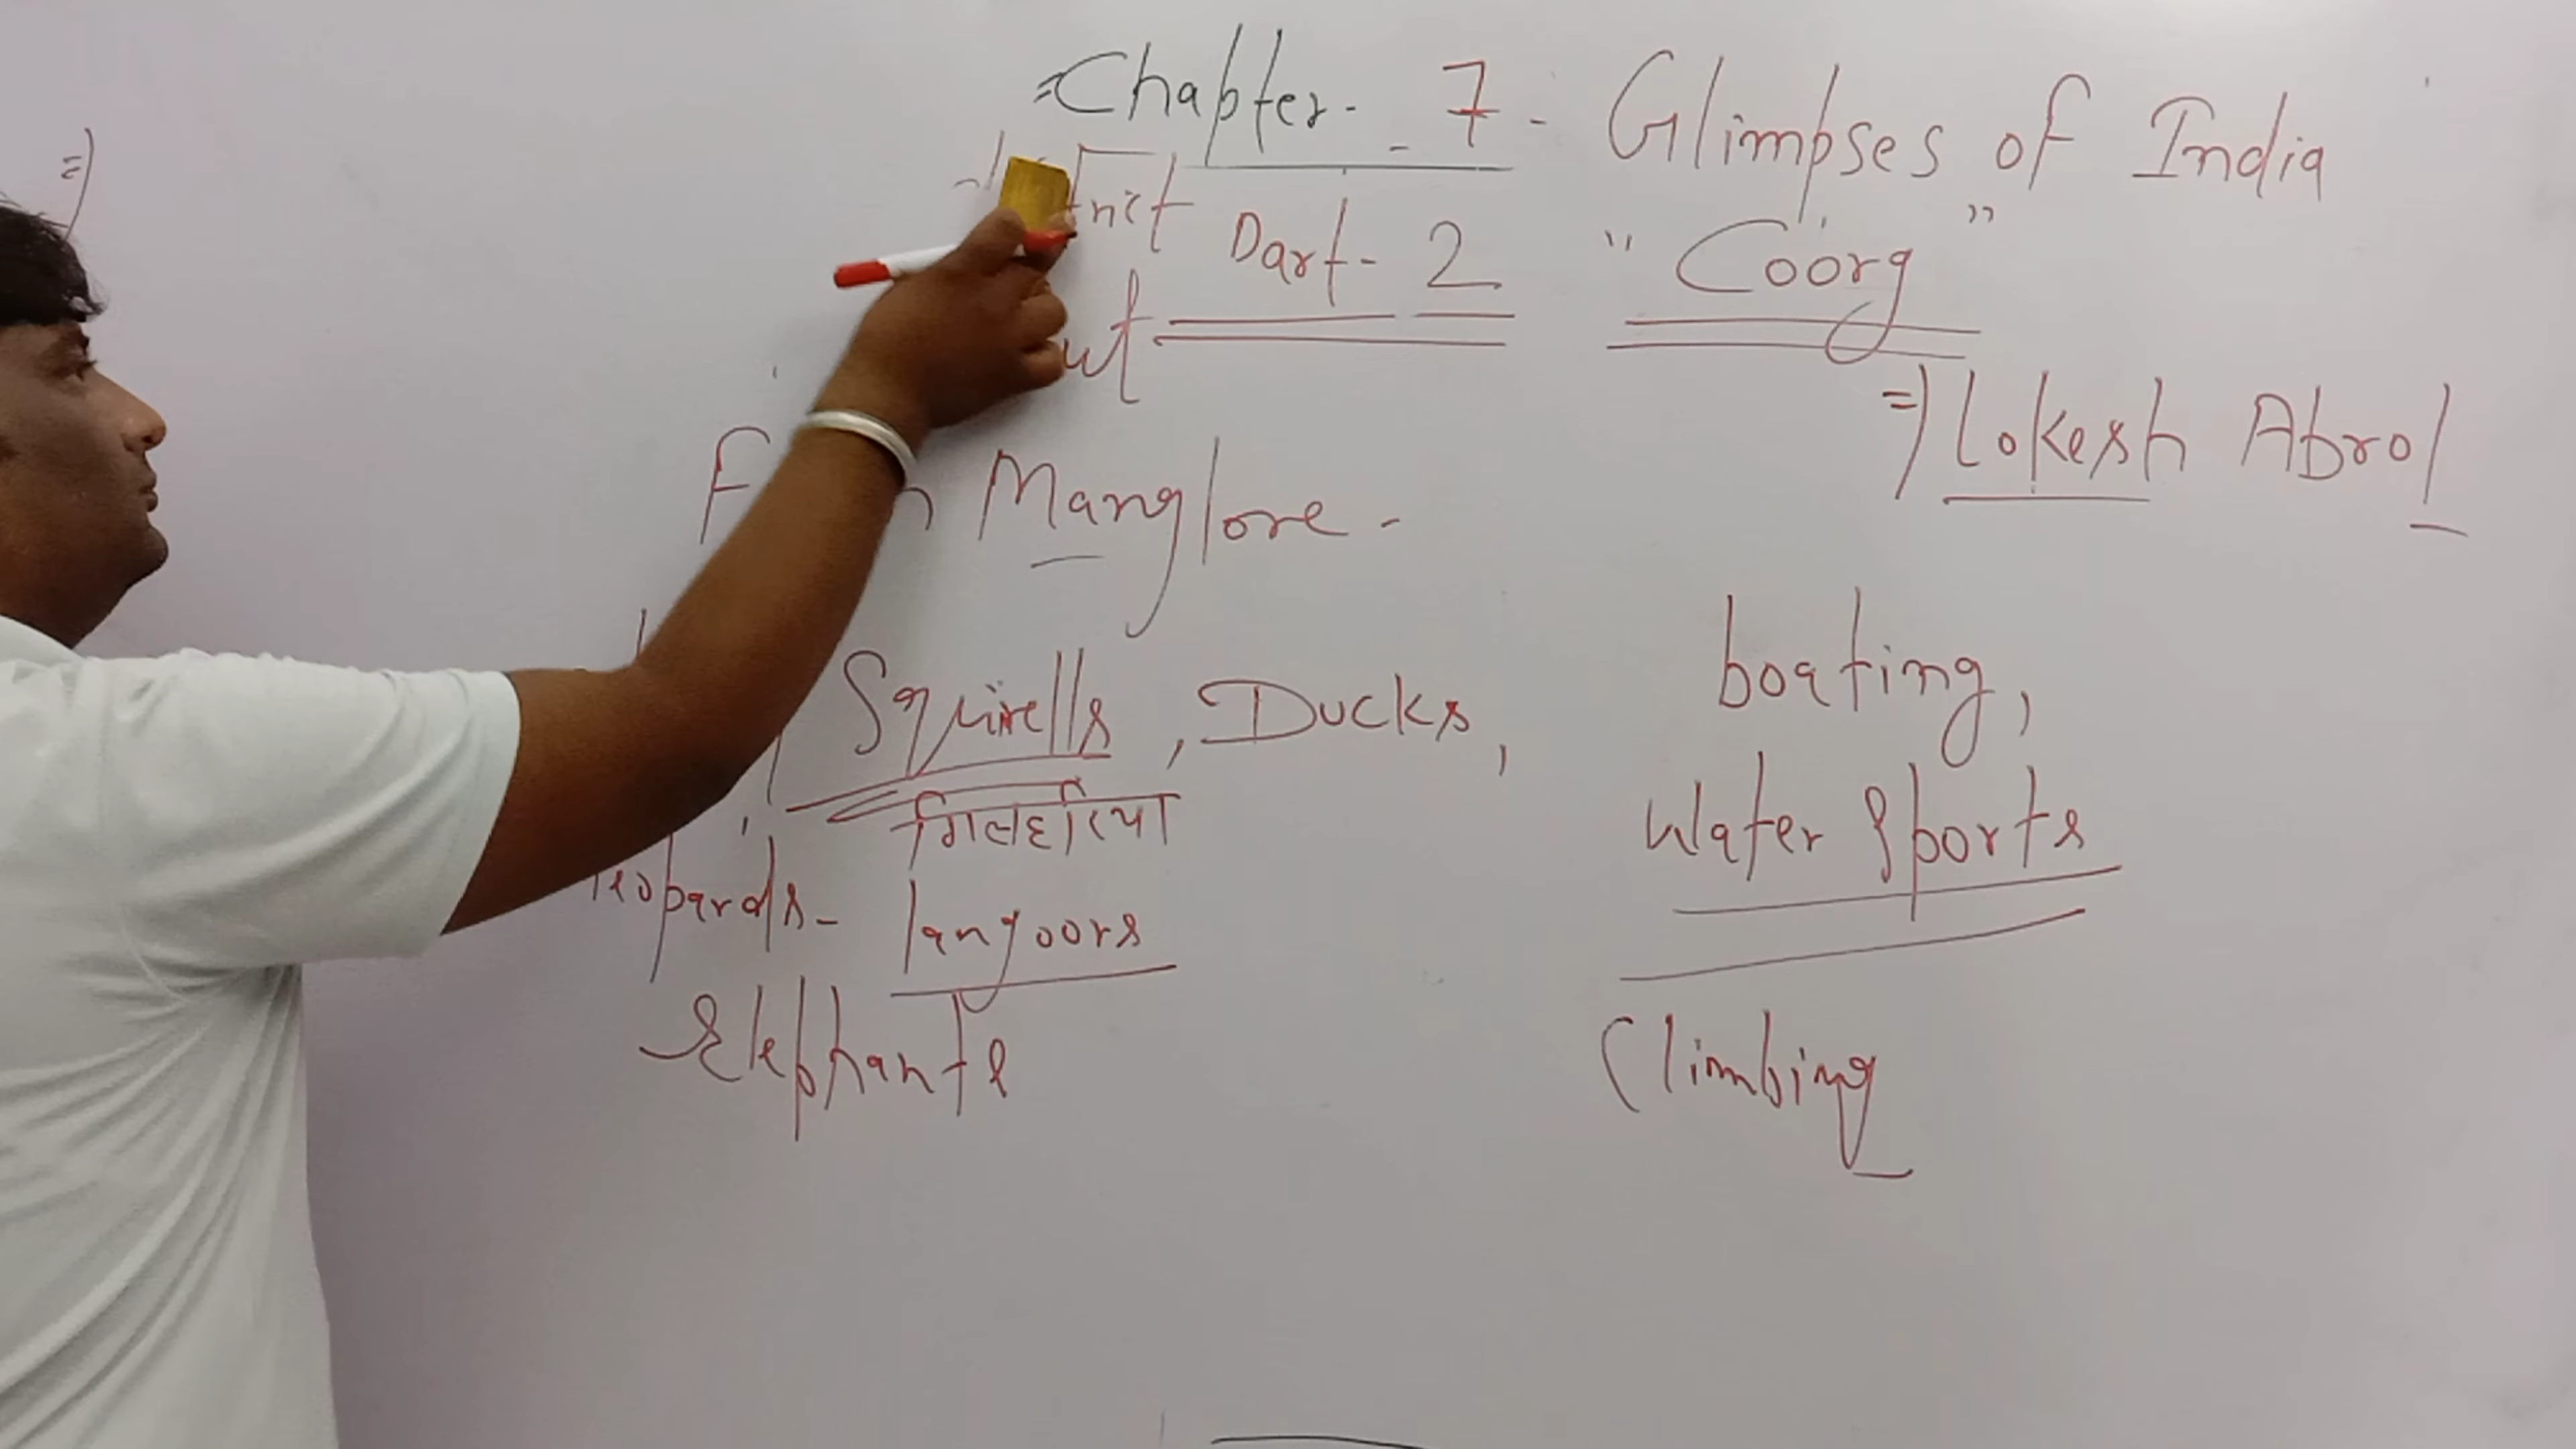 Chapter - 7 - Glimpses of India
Part - 2 "Coorg"
=) Lokesh Abrol
Manglore -
Squirells, Ducks,
गिलहरिया
langoors
Elephants
boating,
Water Sports
Climbing